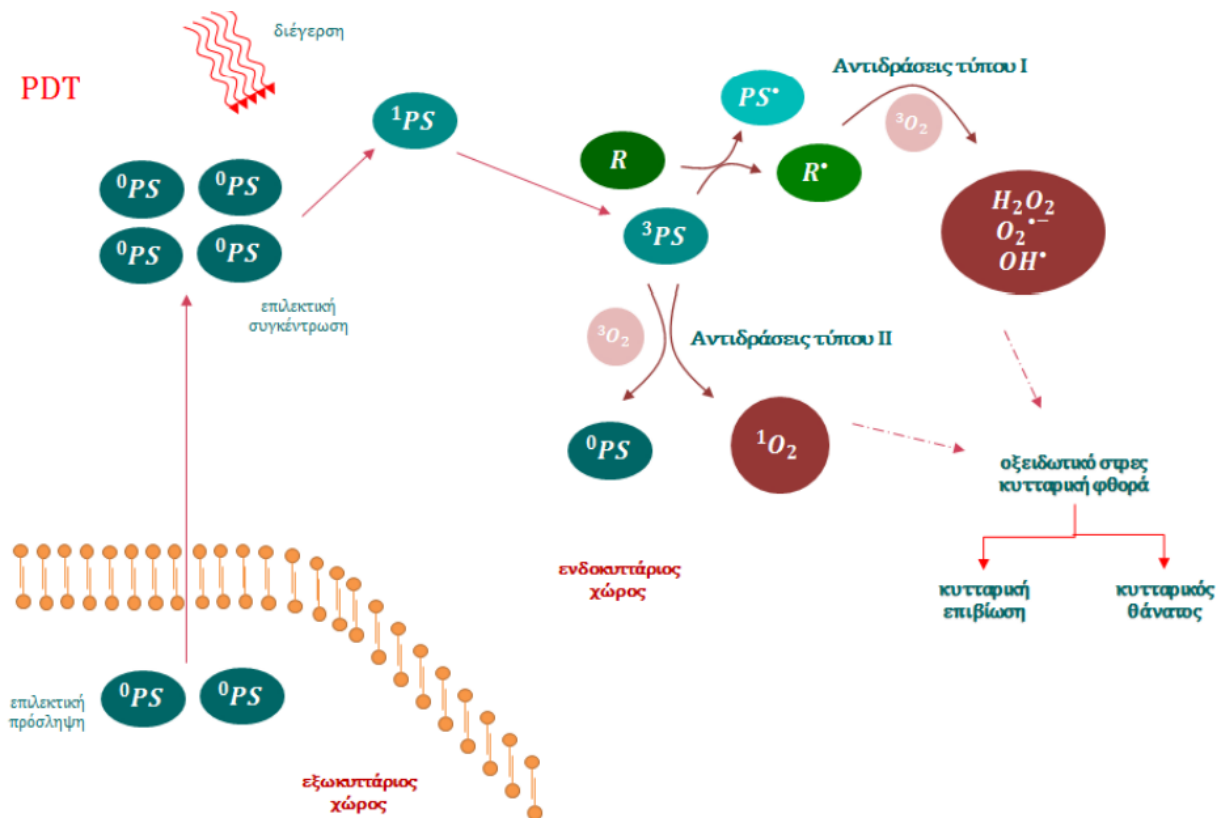 διέγερση
PDT
Αντιδράσεις τύπου I
PS•
³O₂
¹PS
R
R•
⁰PS
⁰PS
H₂O₂
O₂•−
OH•
³PS
⁰PS
⁰PS
επιλεκτική
συγκέντρωση
³O₂
Αντιδράσεις τύπου II
⁰PS
¹O₂
οξειδωτικό στρες
κυτταρική φθορά
ενδοκυττάριος
χώρος
κυτταρική
επιβίωση
κυτταρικός
θάνατος
⁰PS
⁰PS
επιλεκτική
πρόσληψη
εξωκυττάριος
χώρος